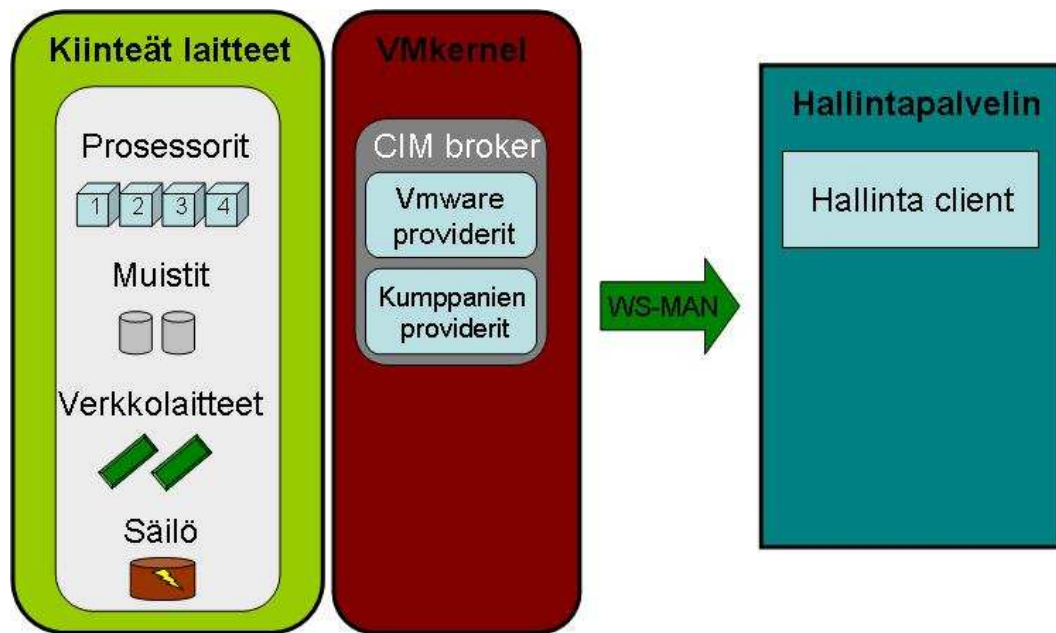 Kiinteät laitteet
Prosessorit
1 2 3 4
Muistit
Verkkolaitteet
Säilö
VMkernel
CIM broker
Vmware
providerit
Kumppanien
providerit
WS-MAN
Hallintapalvelin
Hallinta client